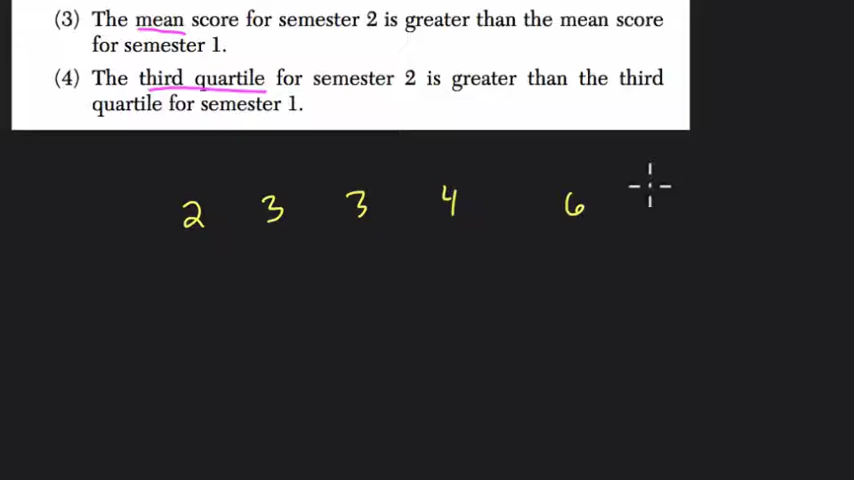 (3) The mean score for semester 2 is greater than the mean score
for semester 1.
(4) The third quartile for semester 2 is greater than the third
quartile for semester 1.
2 3 3 4 6